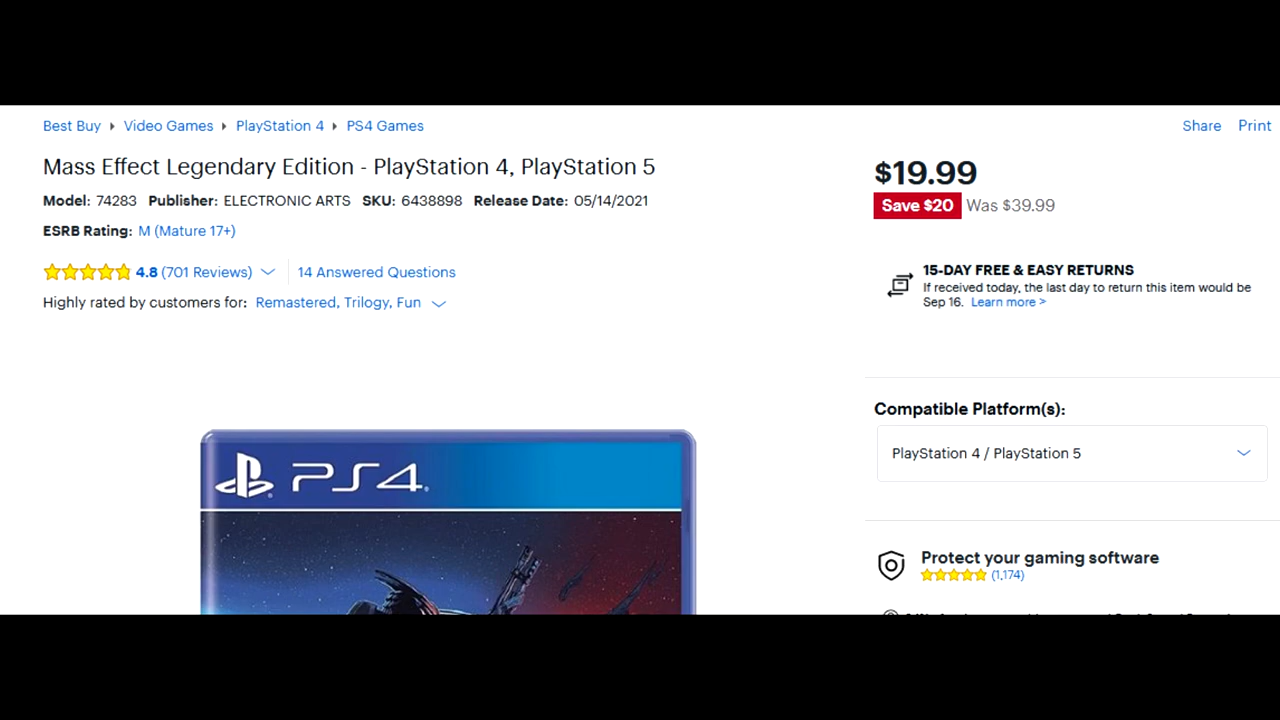 Best Buy Video Games PlayStation 4 PS4 Games
Share Print
Mass Effect Legendary Edition - PlayStation 4, PlayStation 5
Model: 74283 Publisher: ELECTRONIC ARTS SKU: 6438898 Release Date: 05/14/2021
ESRB Rating: M (Mature 17+)
4.8 (701 Reviews) 14 Answered Questions
Highly rated by customers for: Remastered, Trilogy, Fun
$19.99
Save $20 Was $39.99
15-DAY FREE & EASY RETURNS
If received today, the last day to return this item would be
Sep 16. Learn more >
Compatible Platform(s):
PlayStation 4 / PlayStation 5
Protect your gaming software
(1,174)
PS4